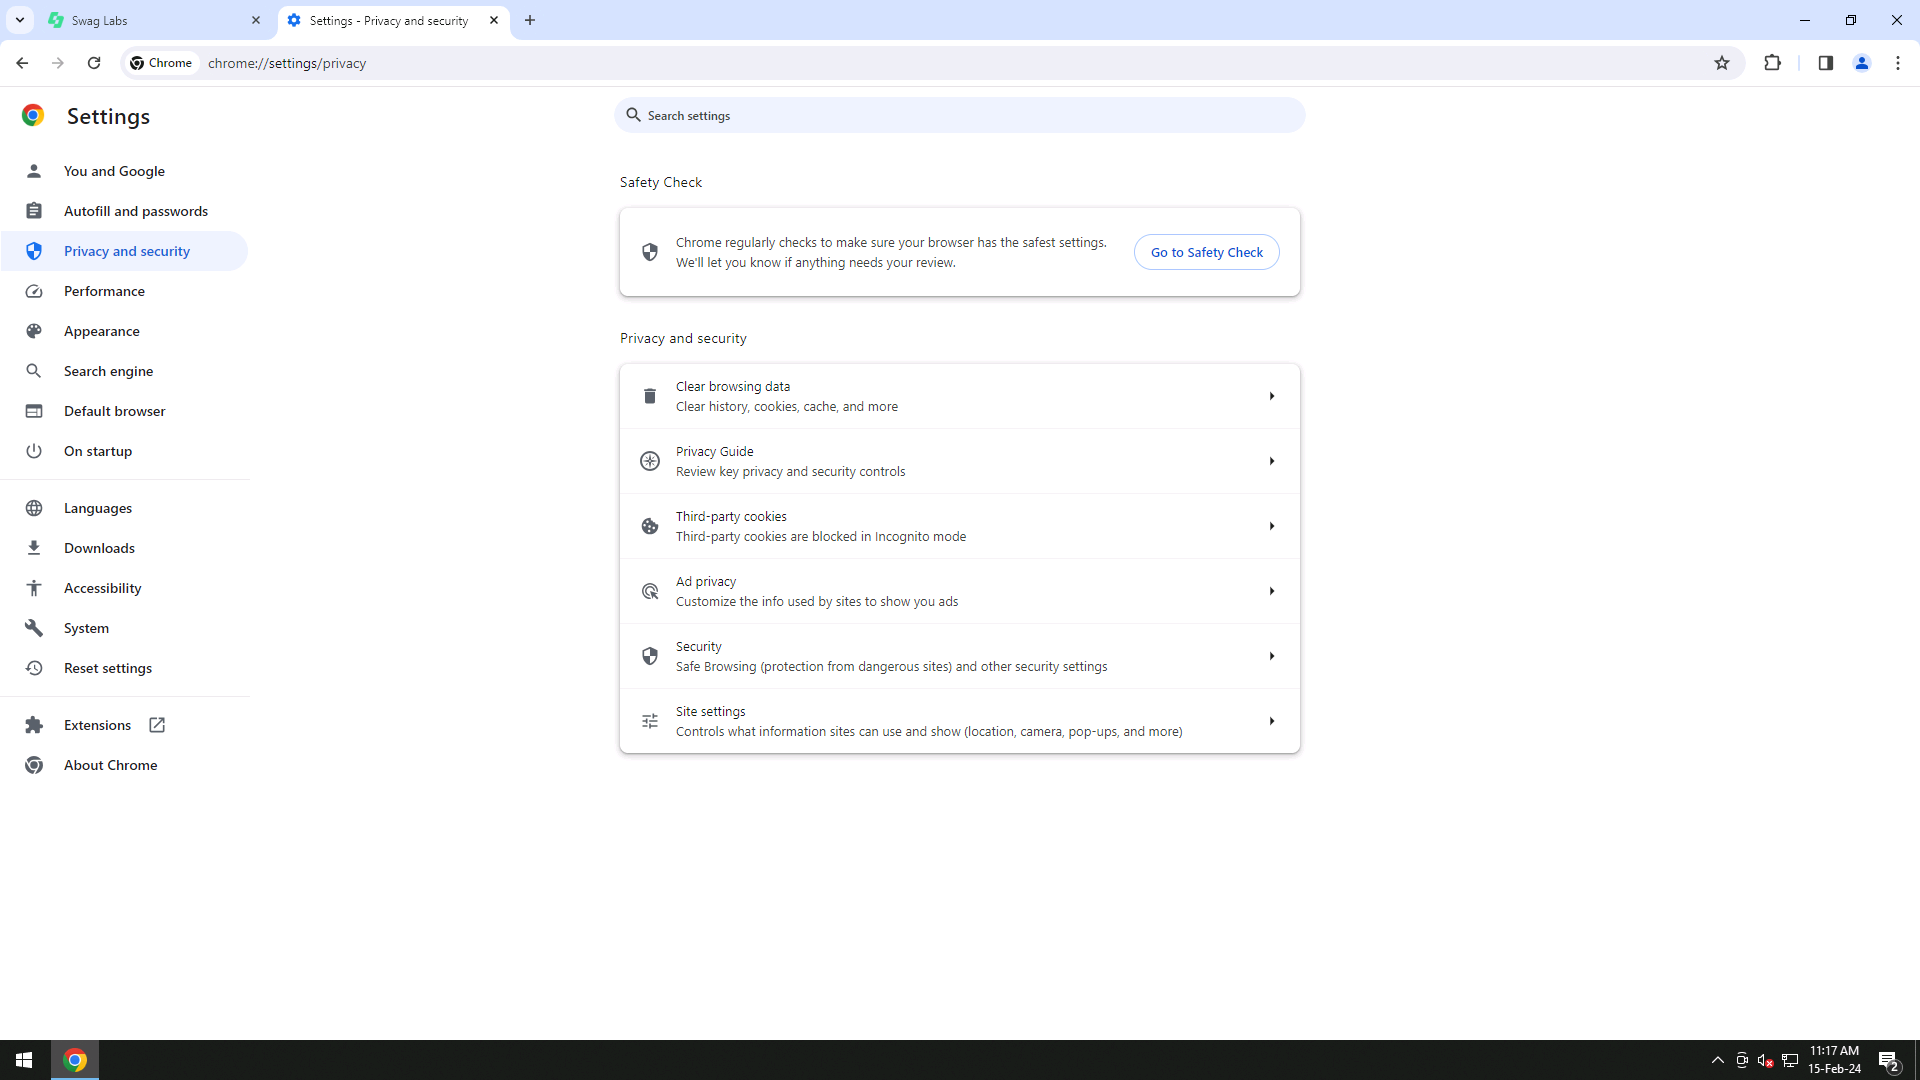 Swag Labs
Settings - Privacy and security
Chrome
chrome://settings/privacy
Settings
Search settings
You and Google
Autofill and passwords
Privacy and security
Performance
Appearance
Search engine
Default browser
On startup
Languages
Downloads
Accessibility
System
Reset settings
Extensions
About Chrome
Safety Check
Chrome regularly checks to make sure your browser has the safest settings.
We'll let you know if anything needs your review.
Go to Safety Check
Privacy and security
Clear browsing data
Clear history, cookies, cache, and more
Privacy Guide
Review key privacy and security controls
Third-party cookies
Third-party cookies are blocked in Incognito mode
Ad privacy
Customize the info used by sites to show you ads
Security
Safe Browsing (protection from dangerous sites) and other security settings
Site settings
Controls what information sites can use and show (location, camera, pop-ups, and more)
11:17 AM
15-Feb-24
2